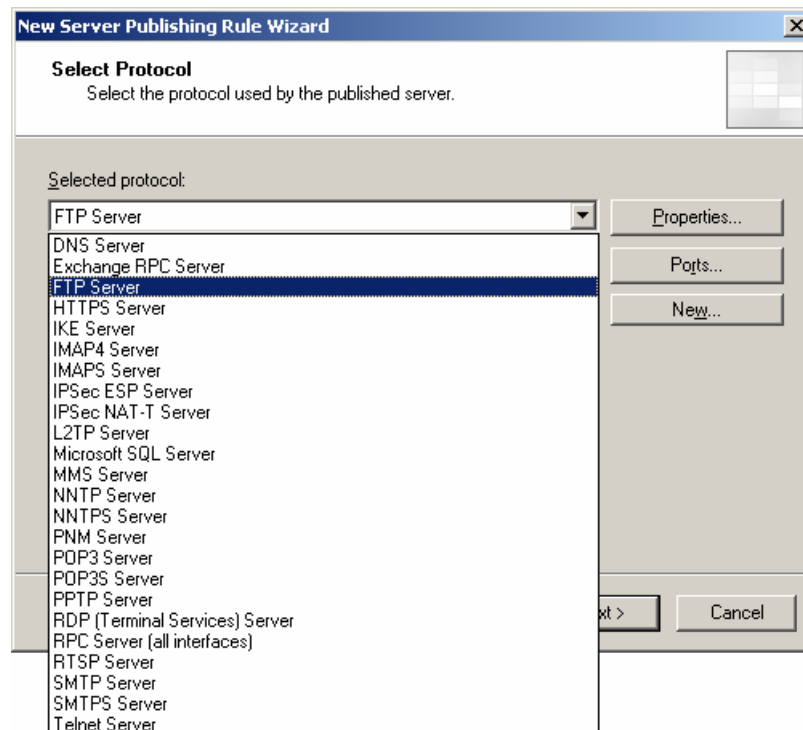 New Server Publishing Rule Wizard
Select Protocol
Select the protocol used by the published server.
Selected protocol:
FTP Server
Properties...
DNS Server
Exchange RPC Server
Ports...
FTP Server
HTTPS Server
New...
IKE Server
IMAP4 Server
IMAPS Server
IPSec ESP Server
IPSec NAT-T Server
L2TP Server
Microsoft SQL Server
MMS Server
NNTP Server
NNTPS Server
PNM Server
POP3 Server
POP3S Server
PPTP Server
RDP (Terminal Services) Server
xt >
Cancel
RPC Server (all interfaces)
RTSP Server
SMTP Server
SMTPS Server
Telnet Server